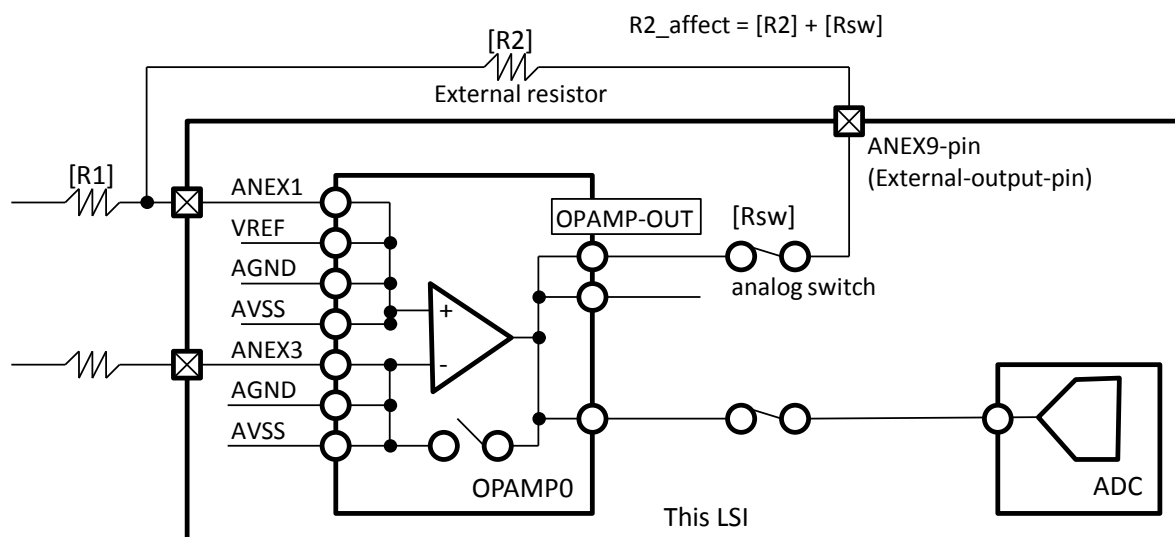 [R2]
R2_affect = [R2] + [Rsw]
External resistor
ANEX9-pin
(External-output-pin)
[R1]
ANEX1
VREF
AGND
AVSS
ANEX3
AGND
AVSS
+
-
OPAMP-OUT
[Rsw]
analog switch
OPAMP0
ADC
This LSI